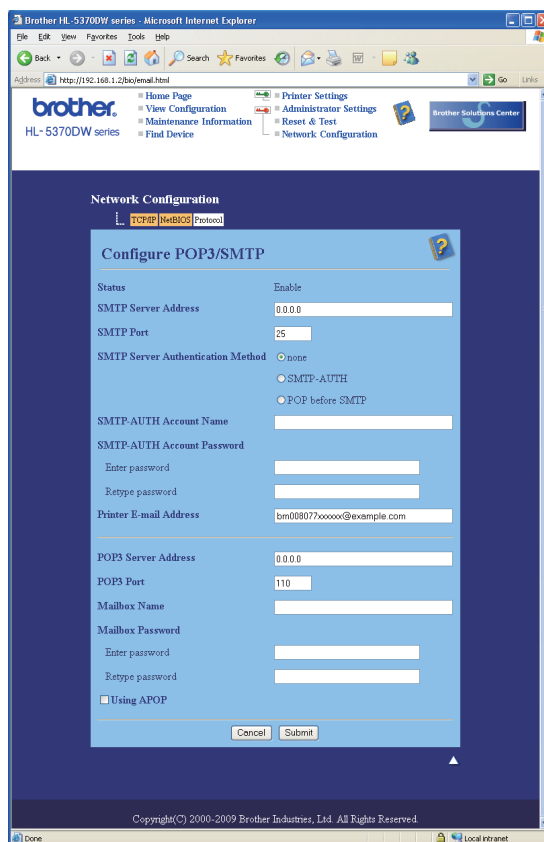 Brother HL-5370DW series - Microsoft Internet Explorer
File Edit View Favorites Tools Help
Back Search Favorites
Address http://192.168.1.2/bio/email.html Go Links
brother.
HL-5370DW series
Home Page
View Configuration
Maintenance Information
Find Device
Printer Settings
Administrator Settings
Reset & Test
Network Configuration
Brother Solutions Center
Network Configuration
TCP/IP NetBIOS Protocol
Configure POP3/SMTP
Status Enable
SMTP Server Address 0.0.0.0
SMTP Port 25
SMTP Server Authentication Method none
SMTP-AUTH
POP before SMTP
SMTP-AUTH Account Name
SMTP-AUTH Account Password
Enter password
Retype password
Printer E-mail Address bm008077xxxxxx@example.com
POP3 Server Address 0.0.0.0
POP3 Port 110
Mailbox Name
Mailbox Password
Enter password
Retype password
Using APOP
Cancel Submit
Copyright(C) 2000-2009 Brother Industries, Ltd. All Rights Reserved.
Done Local intranet